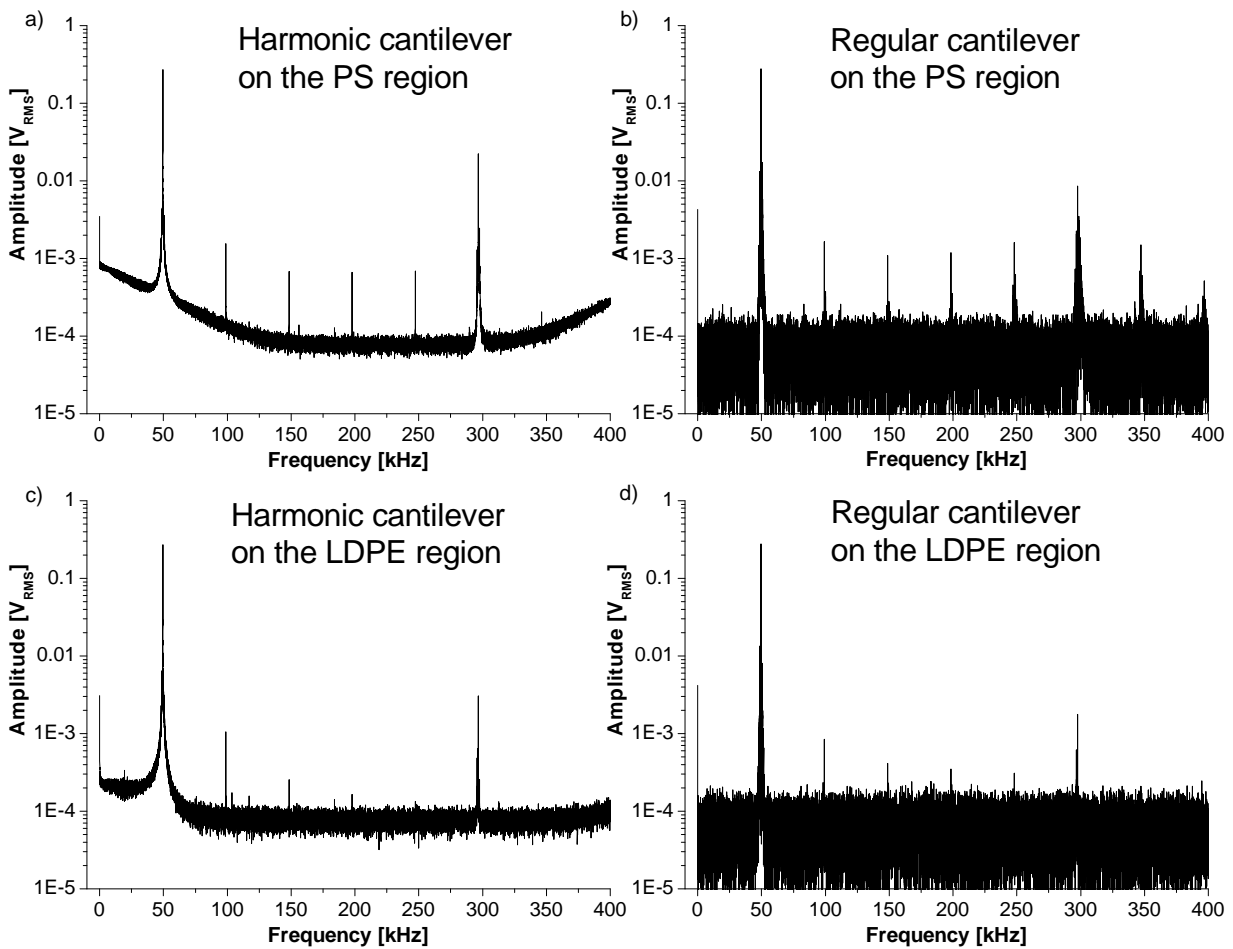 a)
Harmonic cantilever
on the PS region
Amplitude [V_RMS]
1
0.1
0.01
1E-3
1E-4
1E-5
0 50 100 150 200 250 300 350 400
Frequency [kHz]
b)
Regular cantilever
on the PS region
Amplitude [V_RMS]
1
0.1
0.01
1E-3
1E-4
1E-5
0 50 100 150 200 250 300 350 400
Frequency [kHz]
c)
Harmonic cantilever
on the LDPE region
Amplitude [V_RMS]
1
0.1
0.01
1E-3
1E-4
1E-5
0 50 100 150 200 250 300 350 400
Frequency [kHz]
d)
Regular cantilever
on the LDPE region
Amplitude [V_RMS]
1
0.1
0.01
1E-3
1E-4
1E-5
0 50 100 150 200 250 300 350 400
Frequency [kHz]